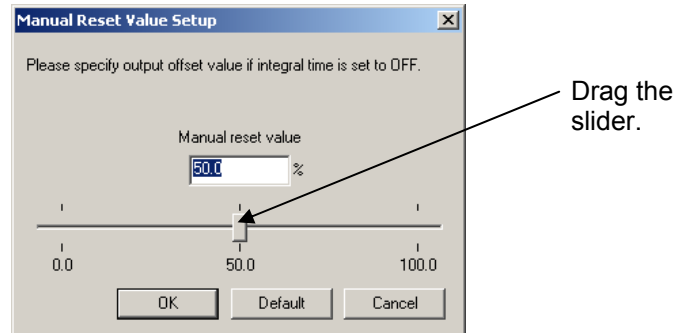 Manual Reset Value Setup
Please specify output offset value if integral time is set to OFF.
Drag the
slider.
Manual reset value
50.0 %
0.0 50.0 100.0
OK Default Cancel